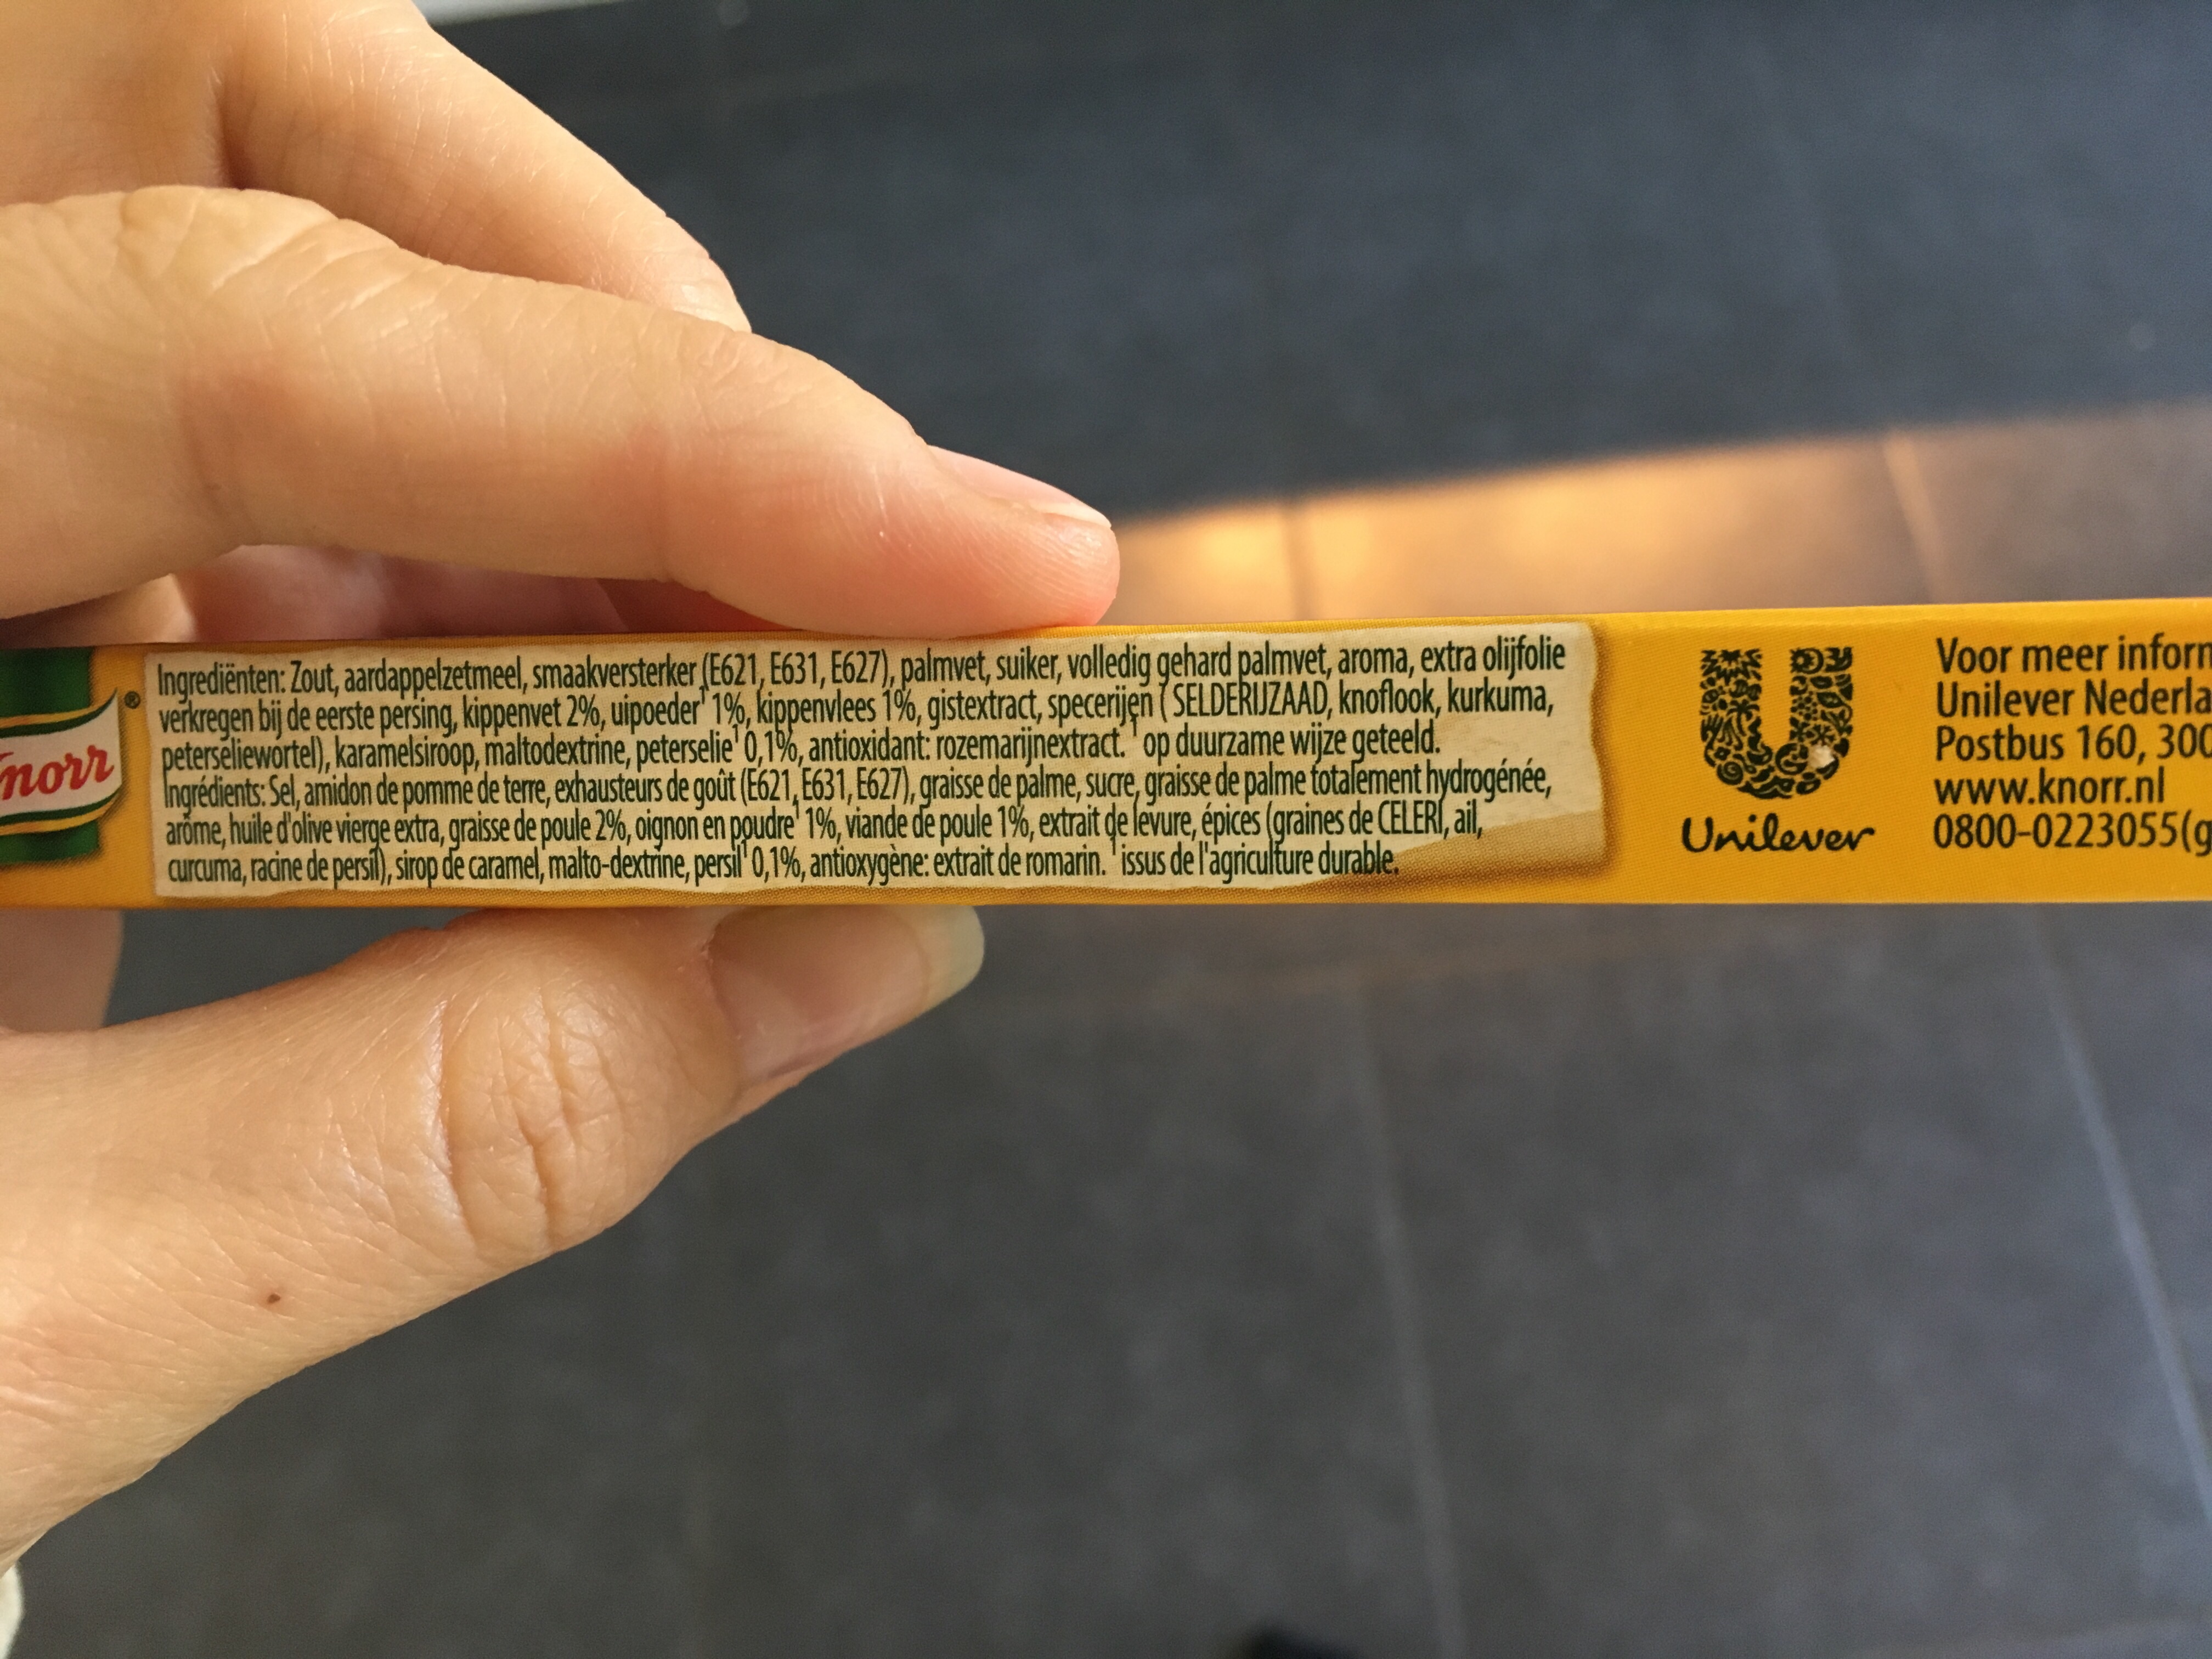 Knorr
®
Ingrediënten: Zout, aardappelzetmeel, smaakversterker (E621, E631, E627), palmvet, suiker, volledig gehard palmvet, aroma, extra olijfolie
verkregen bij de eerste persing, kippenvet 2%, uipoeder¹ 1%, kippenvlees 1%, gistextract, specerijen ( SELDERIJZAAD, knoflook, kurkuma,
peterseliewortel), karamelsiroop, maltodextrine, peterselie¹ 0,1%, antioxidant: rozemarijnextract. ¹ op duurzame wijze geteeld.
Ingrédients: Sel, amidon de pomme de terre, exhausteurs de goût (E621, E631, E627), graisse de palme, sucre, graisse de palme totalement hydrogénée,
arôme, huile d'olive vierge extra, graisse de poule 2%, oignon en poudre¹ 1%, viande de poule 1%, extrait de levure, épices (graines de CELERI, ail,
curcuma, racine de persil), sirop de caramel, malto-dextrine, persil¹ 0,1%, antioxygène: extrait de romarin. ¹ issus de l'agriculture durable.
Unilever
Voor meer inform
Unilever Nederla
Postbus 160, 300
www.knorr.nl
0800-0223055(g